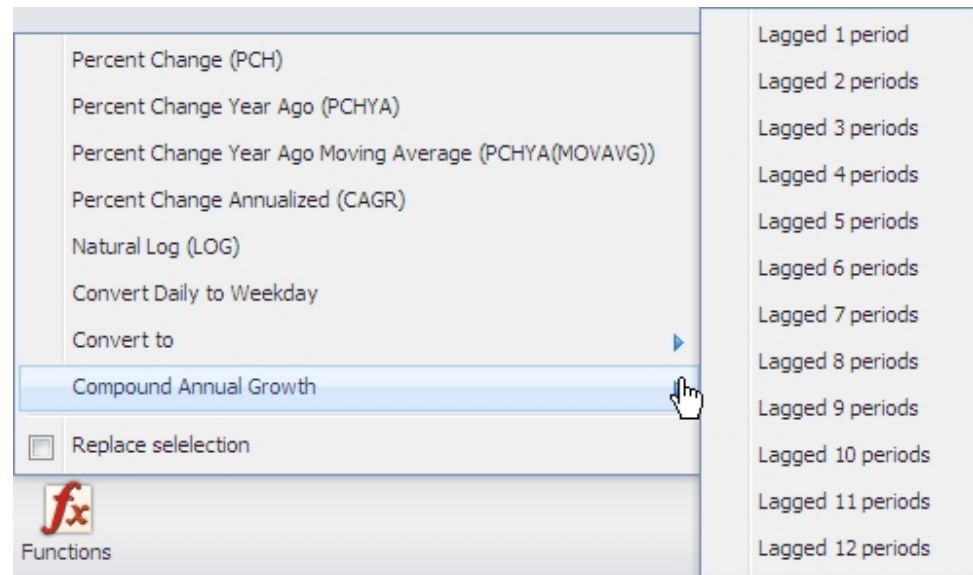 Percent Change (PCH)
Percent Change Year Ago (PCHYA)
Percent Change Year Ago Moving Average (PCHYA(MOVAVG))
Percent Change Annualized (CAGR)
Natural Log (LOG)
Convert Daily to Weekday
Convert to
Compound Annual Growth
Replace selelection
fx
Functions
Lagged 1 period
Lagged 2 periods
Lagged 3 periods
Lagged 4 periods
Lagged 5 periods
Lagged 6 periods
Lagged 7 periods
Lagged 8 periods
Lagged 9 periods
Lagged 10 periods
Lagged 11 periods
Lagged 12 periods